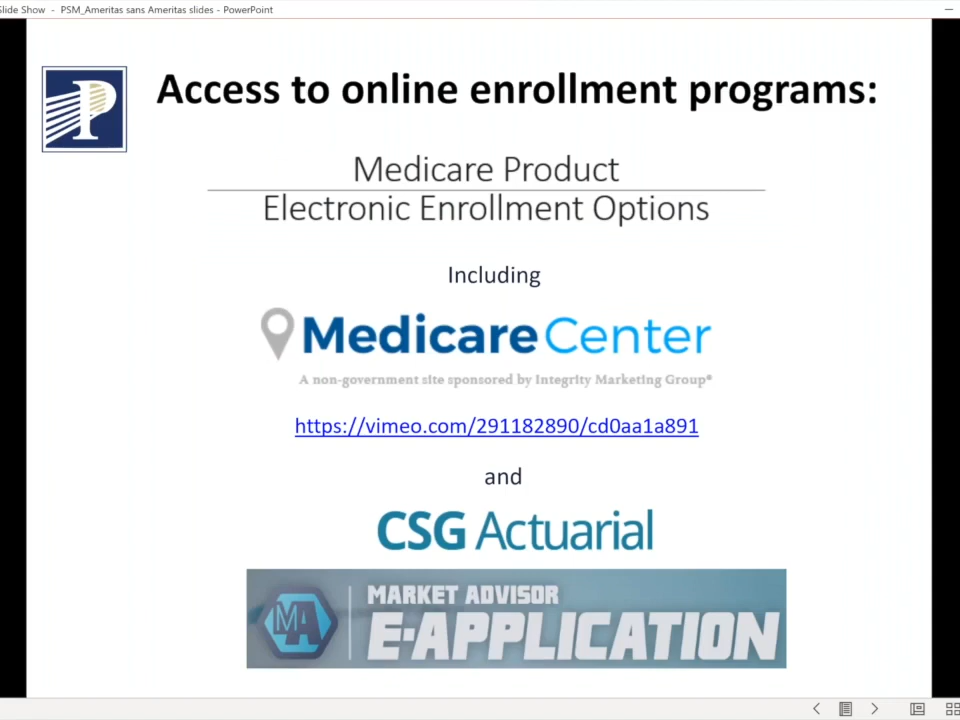 Slide Show - PSM_Ameritas sans Ameritas slides - PowerPoint
P
Access to online enrollment programs:
Medicare Product
Electronic Enrollment Options
Including
MedicareCenter
A non-government site sponsored by Integrity Marketing Group®
https://vimeo.com/291182890/cd0aa1a891
and
CSG Actuarial
MA
MARKET ADVISOR
E-APPLICATION